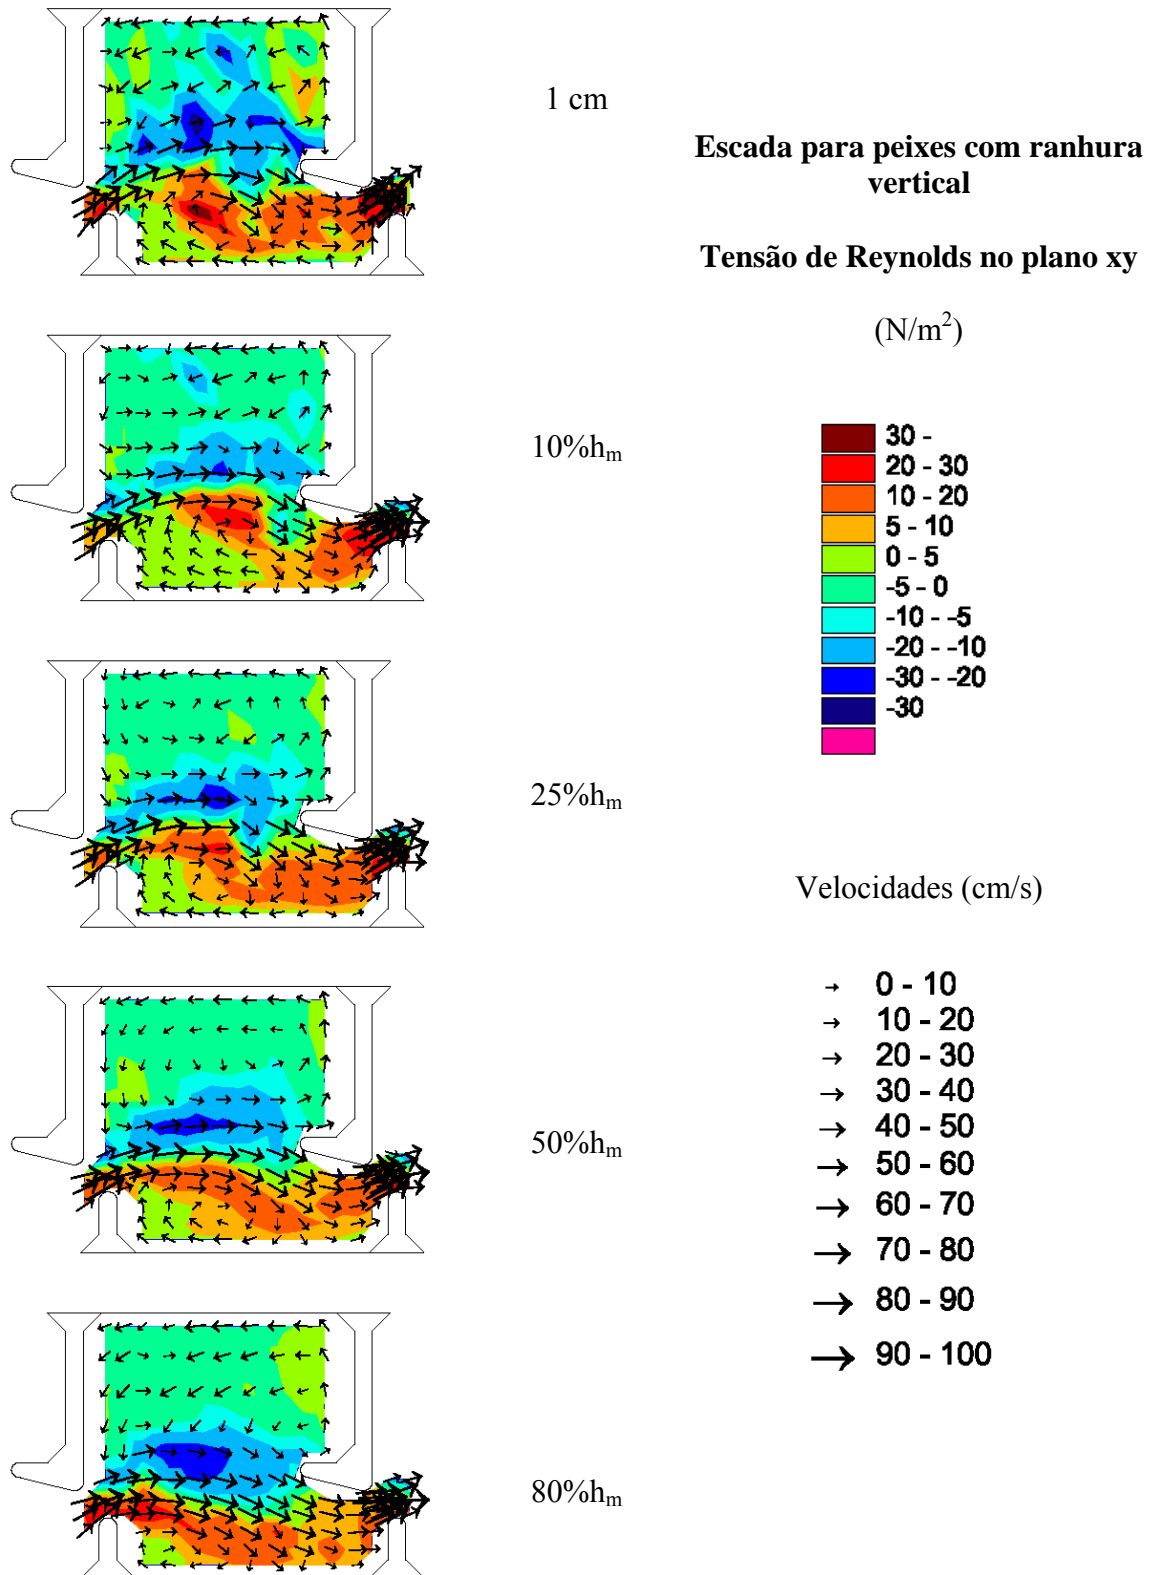 1 cm
Escada para peixes com ranhura
vertical
Tensão de Reynolds no plano xy
(N/m²)
10%hₘ
30 -
20 - 30
10 - 20
5 - 10
0 - 5
-5 - 0
-10 - -5
-20 - -10
-30 - -20
-30
25%hₘ
Velocidades (cm/s)
0 - 10
10 - 20
20 - 30
30 - 40
40 - 50
50 - 60
60 - 70
70 - 80
80 - 90
90 - 100
50%hₘ
80%hₘ